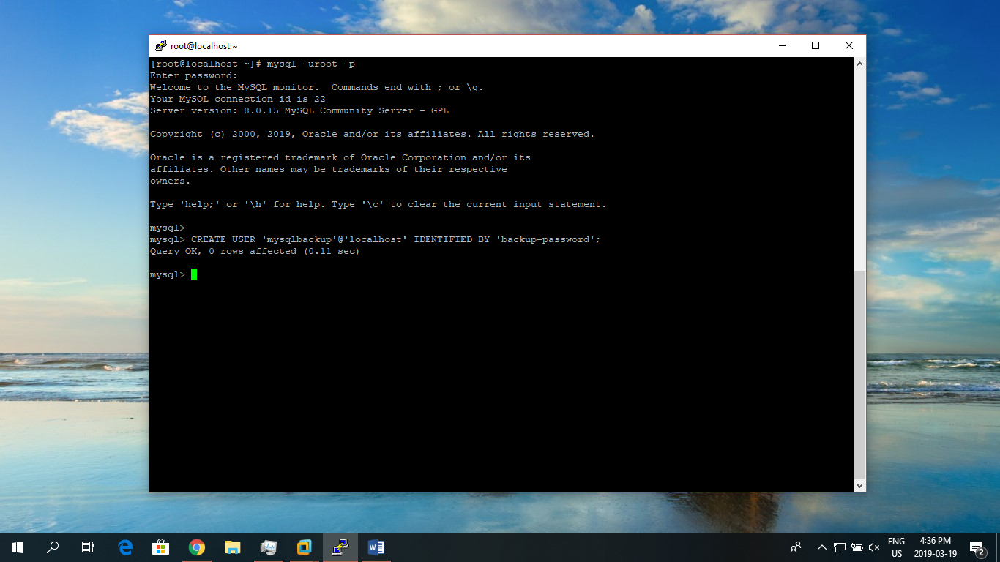 root@localhost:~
[root@localhost ~]# mysql -uroot -p
Enter password:
Welcome to the MySQL monitor.  Commands end with ; or \g.
Your MySQL connection id is 22
Server version: 8.0.15 MySQL Community Server - GPL
Copyright (c) 2000, 2019, Oracle and/or its affiliates. All rights reserved.
Oracle is a registered trademark of Oracle Corporation and/or its
affiliates. Other names may be trademarks of their respective
owners.
Type 'help;' or '\h' for help. Type '\c' to clear the current input statement.
mysql>
mysql> CREATE USER 'mysqlbackup'@'localhost' IDENTIFIED BY 'backup-password';
Query OK, 0 rows affected (0.11 sec)
mysql>
ENG
US
4:36 PM
2019-03-19
2